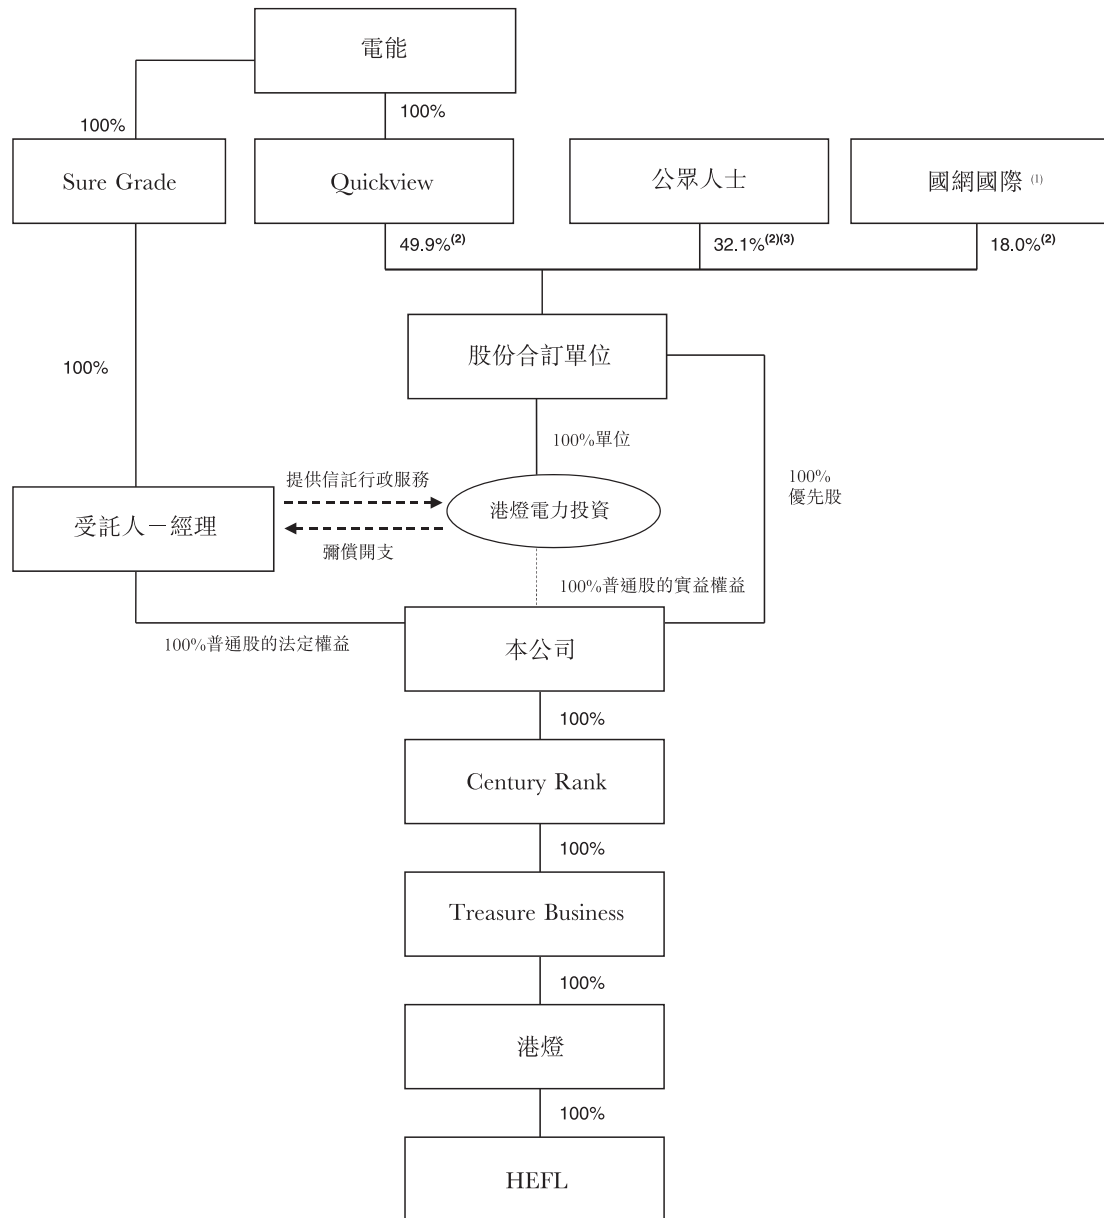 電能
100%
100%
Sure Grade
Quickview
公眾人士
國網國際 (1)
49.9%(2)
32.1%(2)(3)
18.0%(2)
股份合訂單位
100%
100%單位
100%
優先股
提供信託行政服務
受託人－經理
港燈電力投資
彌償開支
100%普通股的實益權益
100%普通股的法定權益
本公司
100%
Century Rank
100%
Treasure Business
100%
港燈
100%
HEFL